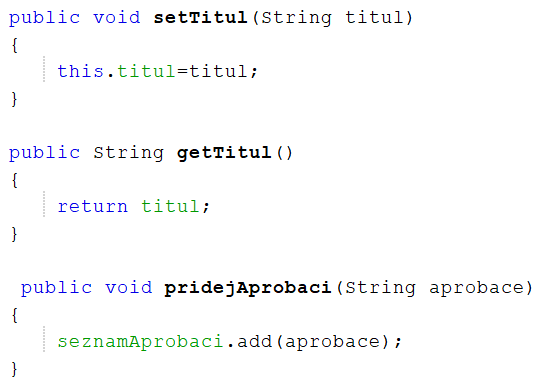 public void setTitul(String titul)
{
    this.titul=titul;
}

public String getTitul()
{
    return titul;
}

 public void pridejAprobaci(String aprobace)
{
    seznamAprobaci.add(aprobace);
}